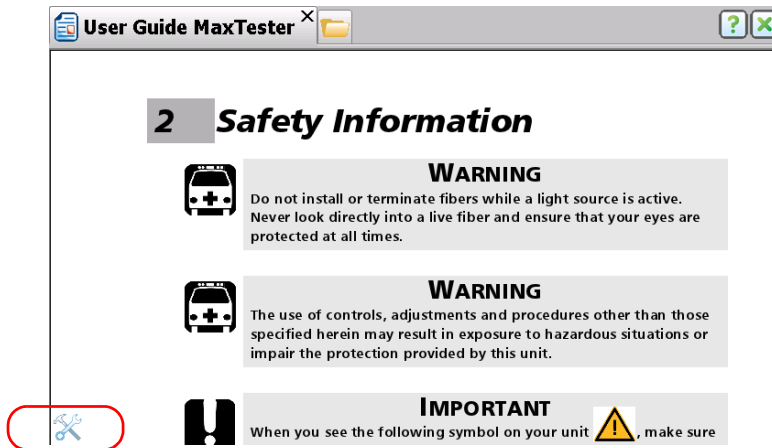 User Guide MaxTester
2 Safety Information
WARNING
Do not install or terminate fibers while a light source is active.
Never look directly into a live fiber and ensure that your eyes are
protected at all times.
WARNING
The use of controls, adjustments and procedures other than those
specified herein may result in exposure to hazardous situations or
impair the protection provided by this unit.
IMPORTANT
When you see the following symbol on your unit , make sure